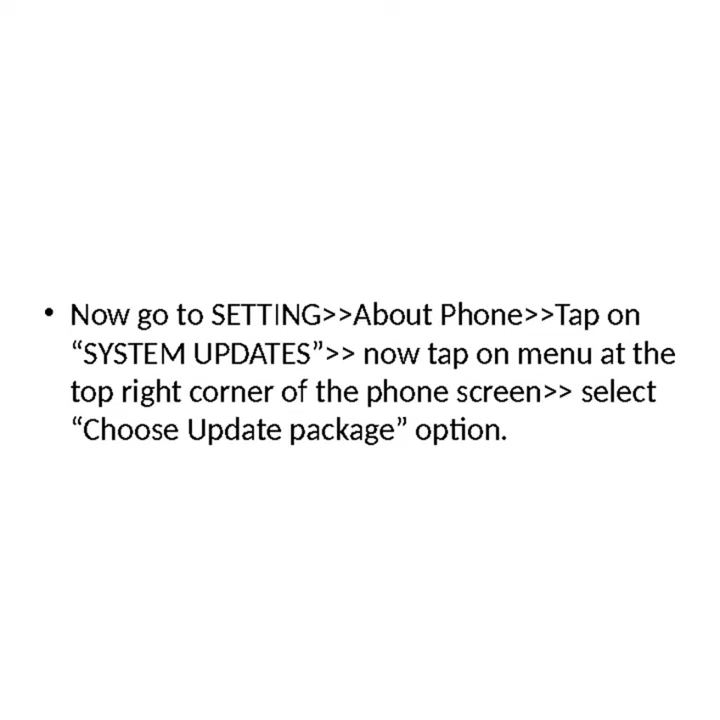 • Now go to SETTING>>About Phone>>Tap on
“SYSTEM UPDATES”>> now tap on menu at the
top right corner of the phone screen>> select
“Choose Update package” option.